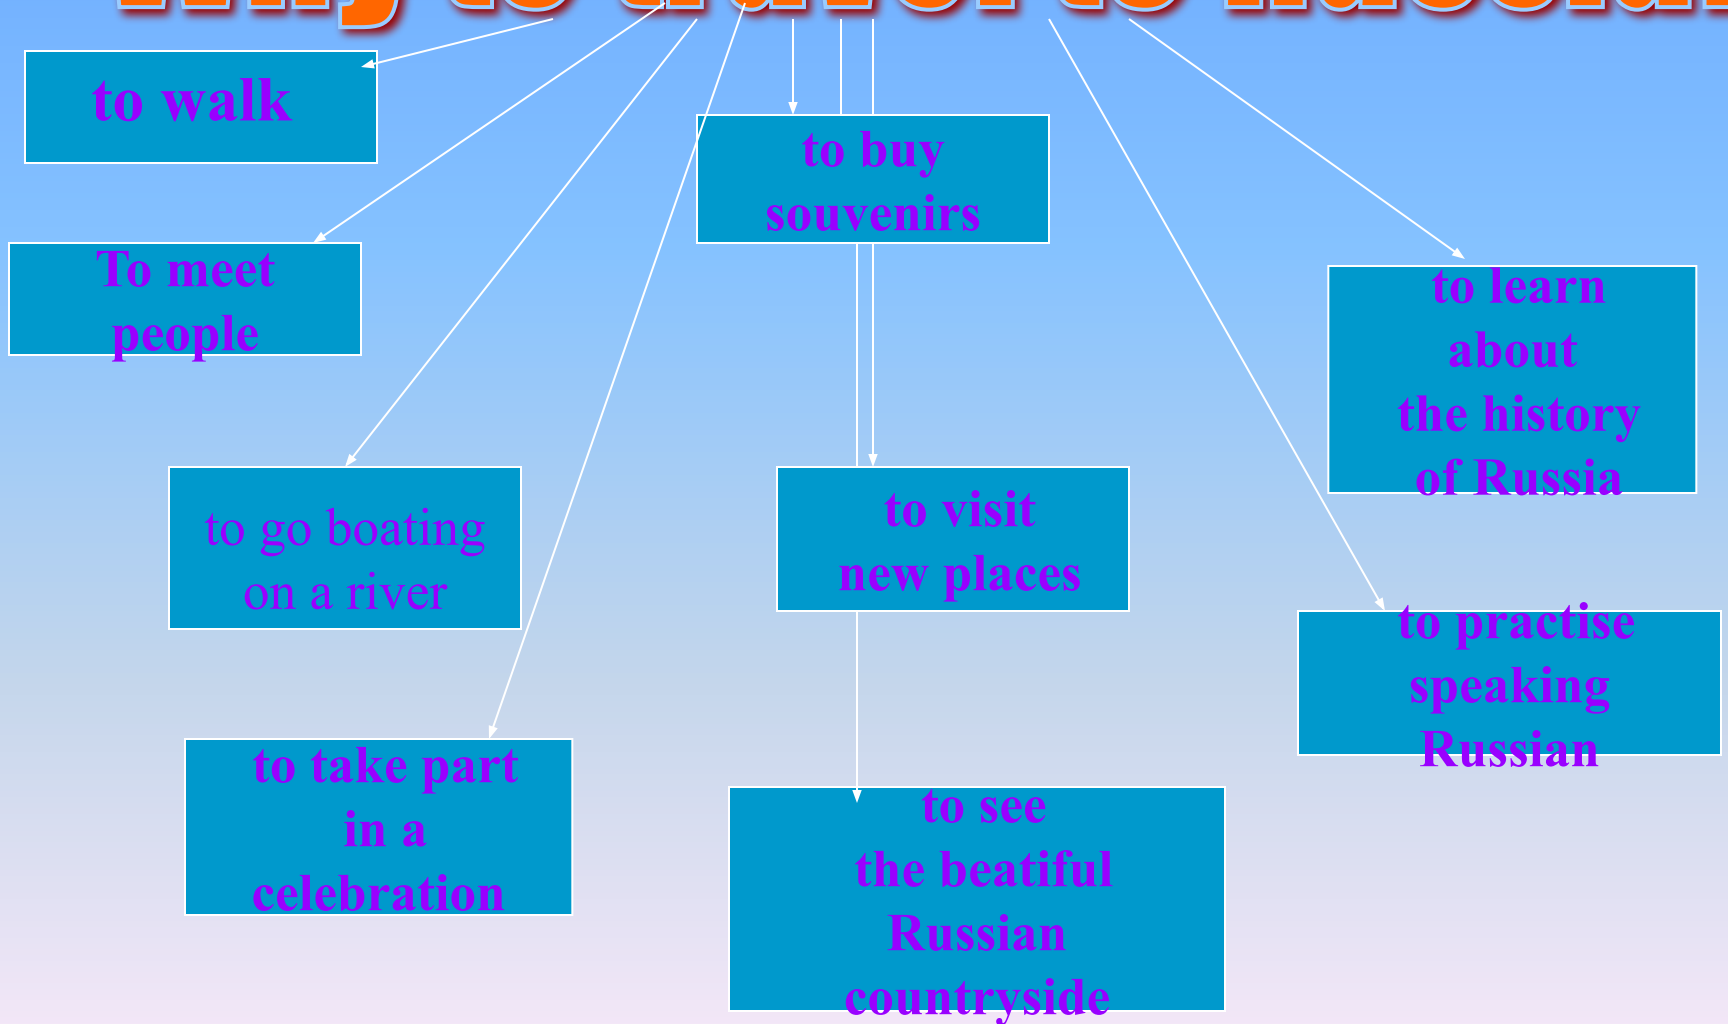 to walk
to buy
souvenirs
To meet
people
to learn
about
the history
of Russia
to go boating
on a river
to visit
new places
to practise
speaking
Russian
to take part
in a
celebration
to see
the beatiful
Russian
countryside